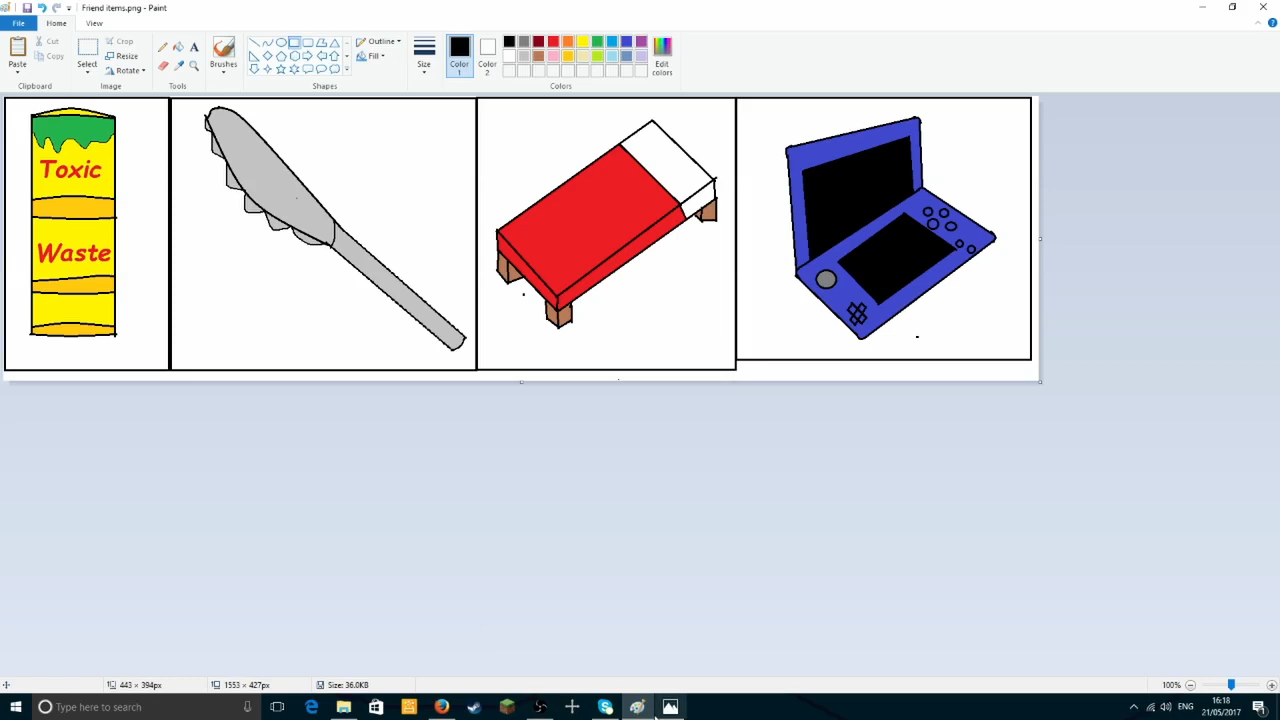 Friend items.png - Paint
File
Home
View
Paste
Cut
Copy
Clipboard
Select
Crop
Resize
Rotate
Image
A
Tools
Brushes
Outline
Fill
Shapes
Size
Color
1
Color
2
Edit
colors
Colors
Toxic
Waste
443 × 394px
1553 × 427px
Size: 36.0KB
100%
Type here to search
ENG
16:18
21/05/2017